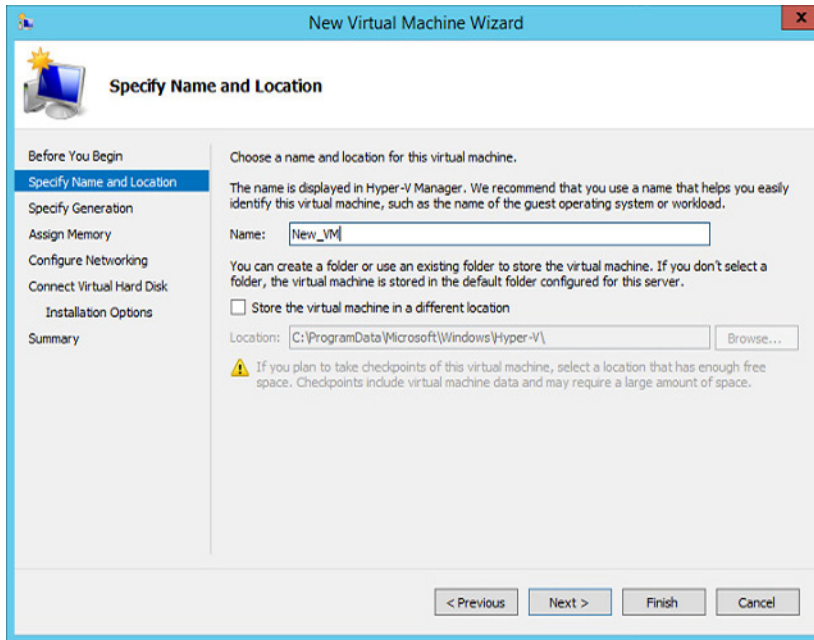 New Virtual Machine Wizard
x
Specify Name and Location
Before You Begin
Specify Name and Location
Specify Generation
Assign Memory
Configure Networking
Connect Virtual Hard Disk
Installation Options
Summary
Choose a name and location for this virtual machine.
The name is displayed in Hyper-V Manager. We recommend that you use a name that helps you easily
identify this virtual machine, such as the name of the guest operating system or workload.
Name: New_VM
You can create a folder or use an existing folder to store the virtual machine. If you don't select a
folder, the virtual machine is stored in the default folder configured for this server.
Store the virtual machine in a different location
Location: C:\ProgramData\Microsoft\Windows\Hyper-V\ Browse...
If you plan to take checkpoints of this virtual machine, select a location that has enough free
space. Checkpoints include virtual machine data and may require a large amount of space.
< Previous Next > Finish Cancel